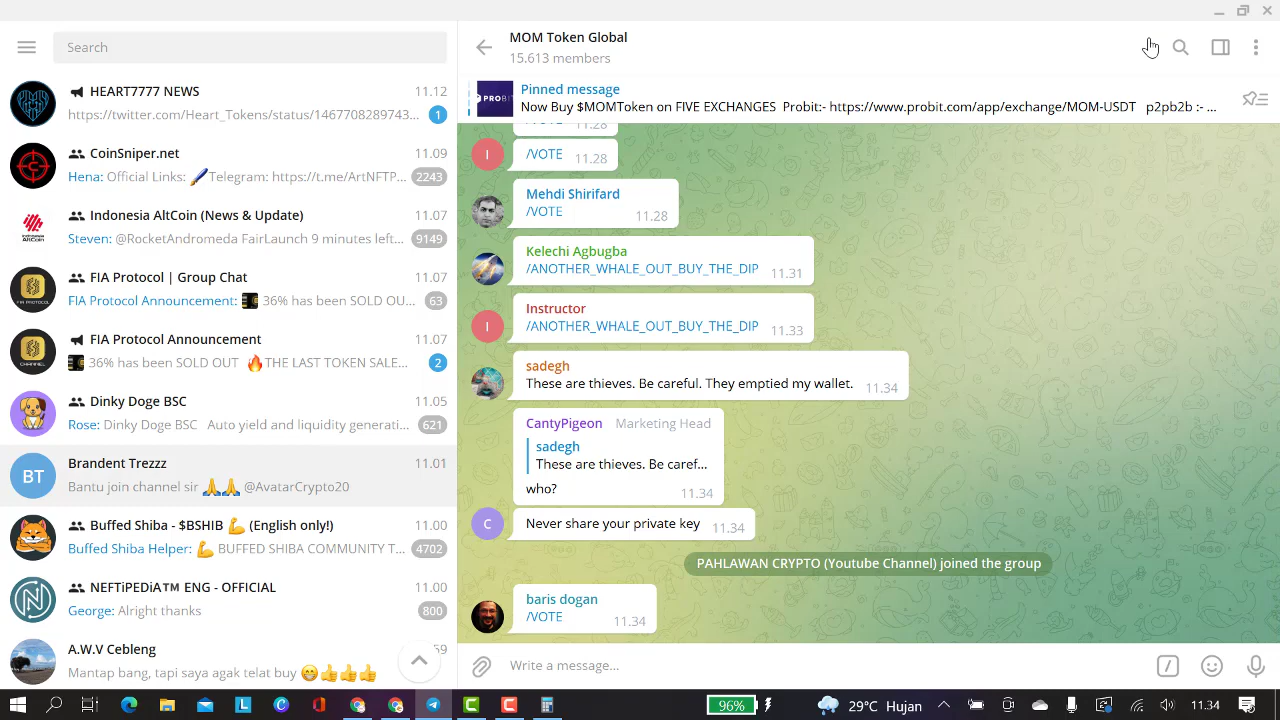 Search
HEART7777 NEWS 11.12
https://twitter.com/Heart_Tokens/status/14677082897​43... 1
CoinSniper.net 11.09
Hena: Official Links: 🖊️Telegram: https://t.me/ArtNFTP... 2243
Indonesia AltCoin (News & Update) 11.07
Steven: @RocketAndromeda FairLaunch 9 minutes left... 9149
FIA Protocol | Group Chat 11.07
FIA Protocol Announcement: 36% has been SOLD OU... 63
FIA PROTOCOL
FIA Protocol Announcement 11.07
36% has been SOLD OUT 🔥THE LAST TOKEN SALE... 2
CHANNEL
Dinky Doge BSC 11.05
Rose: Dinky Doge BSC Auto yield and liquidity generati... 621
BT
Brandent Trezzz 11.01
Bantu join channel sir 🙏🙏 @AvatarCrypto20
Buffed Shiba - $BSHIB 💪 (English only!) 11.00
Buffed Shiba Helper: 💪 BUFFED SHIBA COMMUNITY T... 4702
NEFTiPEDiA™ ENG - OFFICIAL 11.00
George: Alright thanks 800
A.W.V Cebleng 59
Mantap bang, tapi saya agak telat buy 😁👍👍👍
MOM Token Global
15.613 members
PROBIT
Pinned message
Now Buy $MOMToken on FIVE EXCHANGES Probit:- https://www.probit.com/app/exchange/MOM-USDT p2pb2b :- ...
11.28
I
/VOTE 11.28
Mehdi Shirifard
/VOTE 11.28
Kelechi Agbugba
/ANOTHER_WHALE_OUT_BUY_THE_DIP 11.31
Instructor
I
/ANOTHER_WHALE_OUT_BUY_THE_DIP 11.33
sadegh
These are thieves. Be careful. They emptied my wallet. 11.34
CantyPigeon Marketing Head
sadegh
These are thieves. Be caref...
who? 11.34
C
Never share your private key 11.34
PAHLAWAN CRYPTO (Youtube Channel) joined the group
baris dogan
/VOTE 11.34
Write a message...
96% 29°C Hujan 11.34